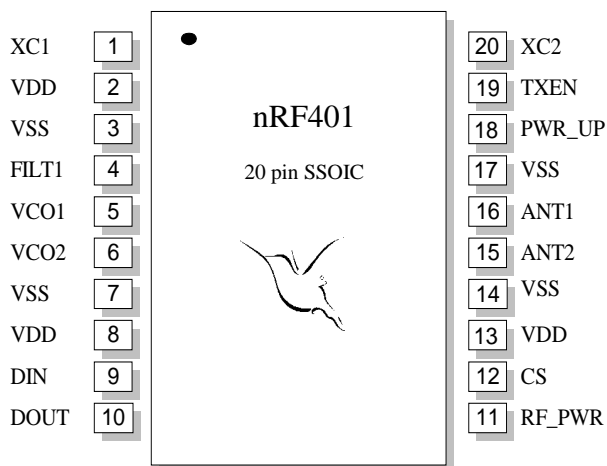 XC1 1 20 XC2
VDD 2 19 TXEN
VSS 3 nRF401 18 PWR_UP
FILT1 4 20 pin SSOIC 17 VSS
VCO1 5 16 ANT1
VCO2 6 15 ANT2
VSS 7 14 VSS
VDD 8 13 VDD
DIN 9 12 CS
DOUT 10 11 RF_PWR